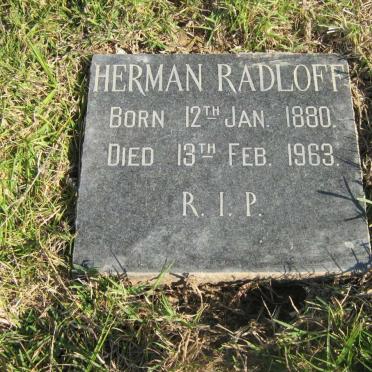 HERMAN RADLOFF
BORN 12TH JAN. 1880.
DIED 13TH FEB. 1963.
R. I. P.